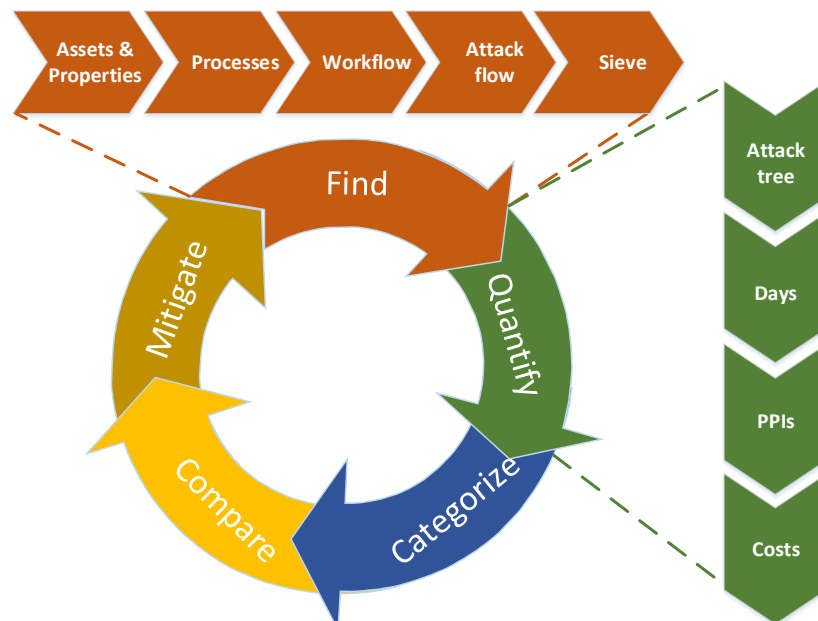 Assets &
Properties
Processes
Workflow
Attack
flow
Sieve
Find
Quantify
Categorize
Compare
Mitigate
Attack
tree
Days
PPIs
Costs